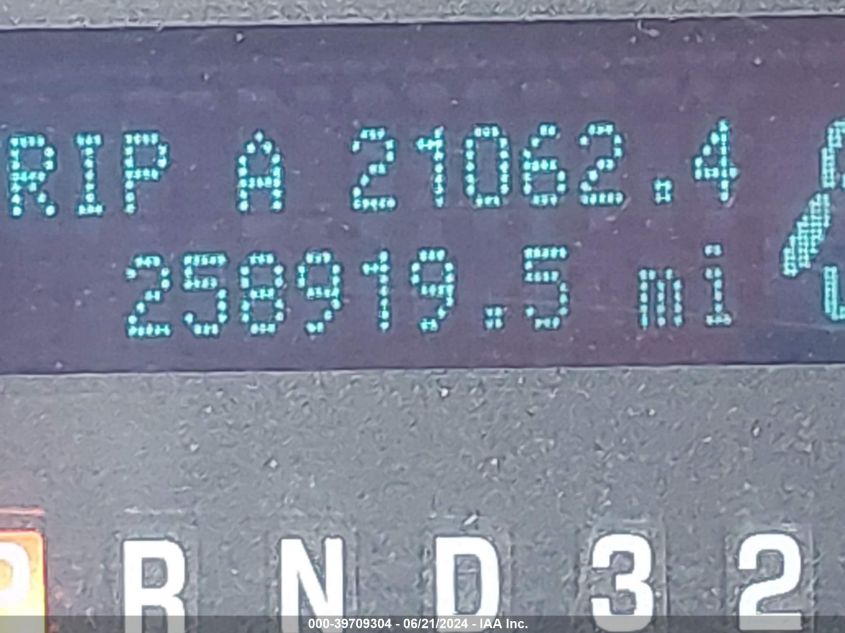 RIP A 21062.4
258919.5 mi
P R N D 3 2
000-39709304 - 06/21/2024 - IAA Inc.